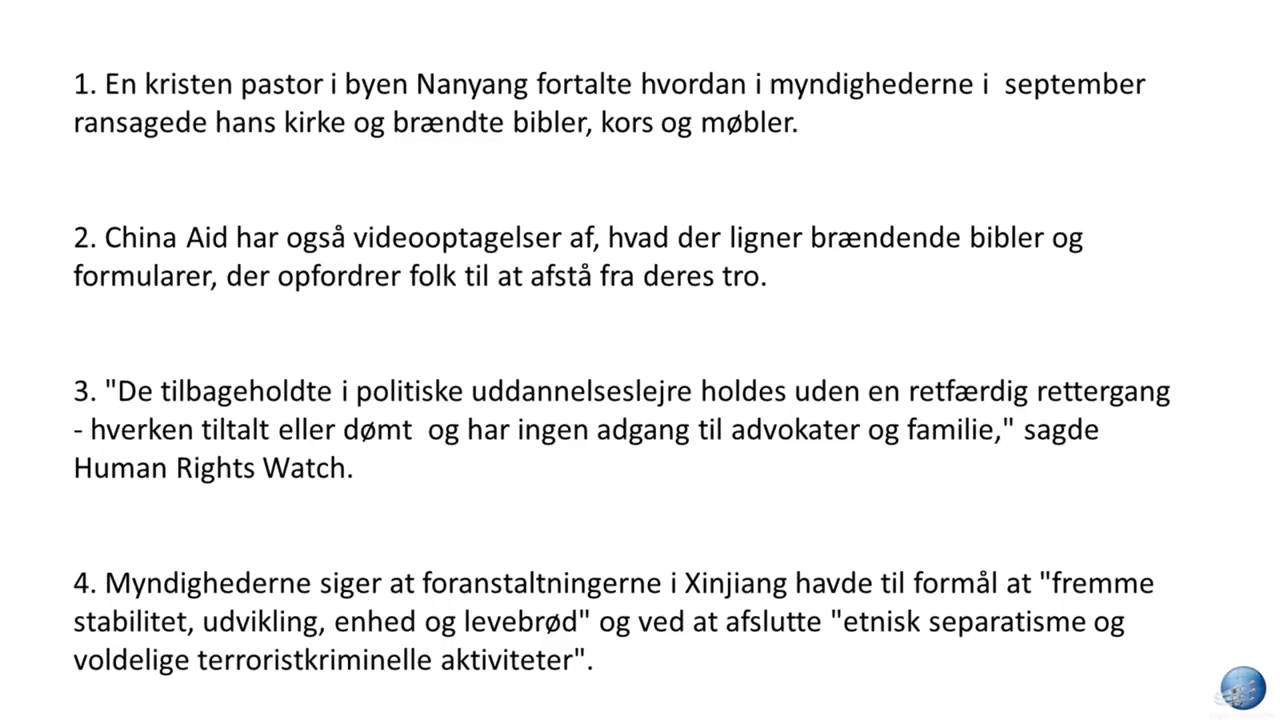 1. En kristen pastor i byen Nanyang fortalte hvordan i myndighederne i  september
ransagede hans kirke og brændte bibler, kors og møbler.
2. China Aid har også videooptagelser af, hvad der ligner brændende bibler og
formularer, der opfordrer folk til at afstå fra deres tro.
3. "De tilbageholdte i politiske uddannelseslejre holdes uden en retfærdig rettergang
- hverken tiltalt eller dømt  og har ingen adgang til advokater og familie," sagde
Human Rights Watch.
4. Myndighederne siger at foranstaltningerne i Xinjiang havde til formål at "fremme
stabilitet, udvikling, enhed og levebrød" og ved at afslutte "etnisk separatisme og
voldelige terroristkriminelle aktiviteter".